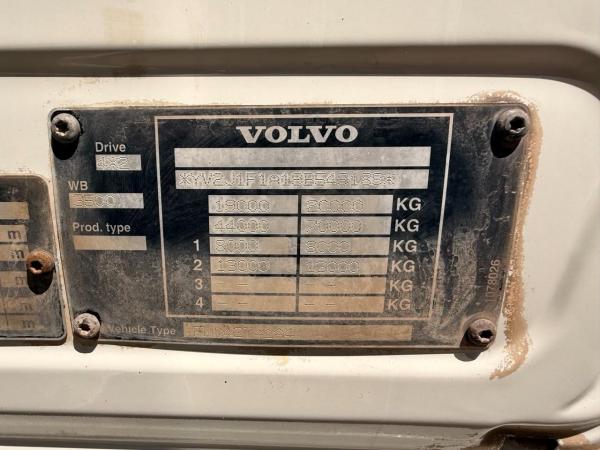 VOLVO
Drive
4X2
WB
3500
Prod. type
19000 20000 KG
44000 70000 KG
1 8000 8000 KG
2 13000 13000 KG
3 -- -- KG
4 -- -- KG
Vehicle Type
1078826
m
m
m
m
m